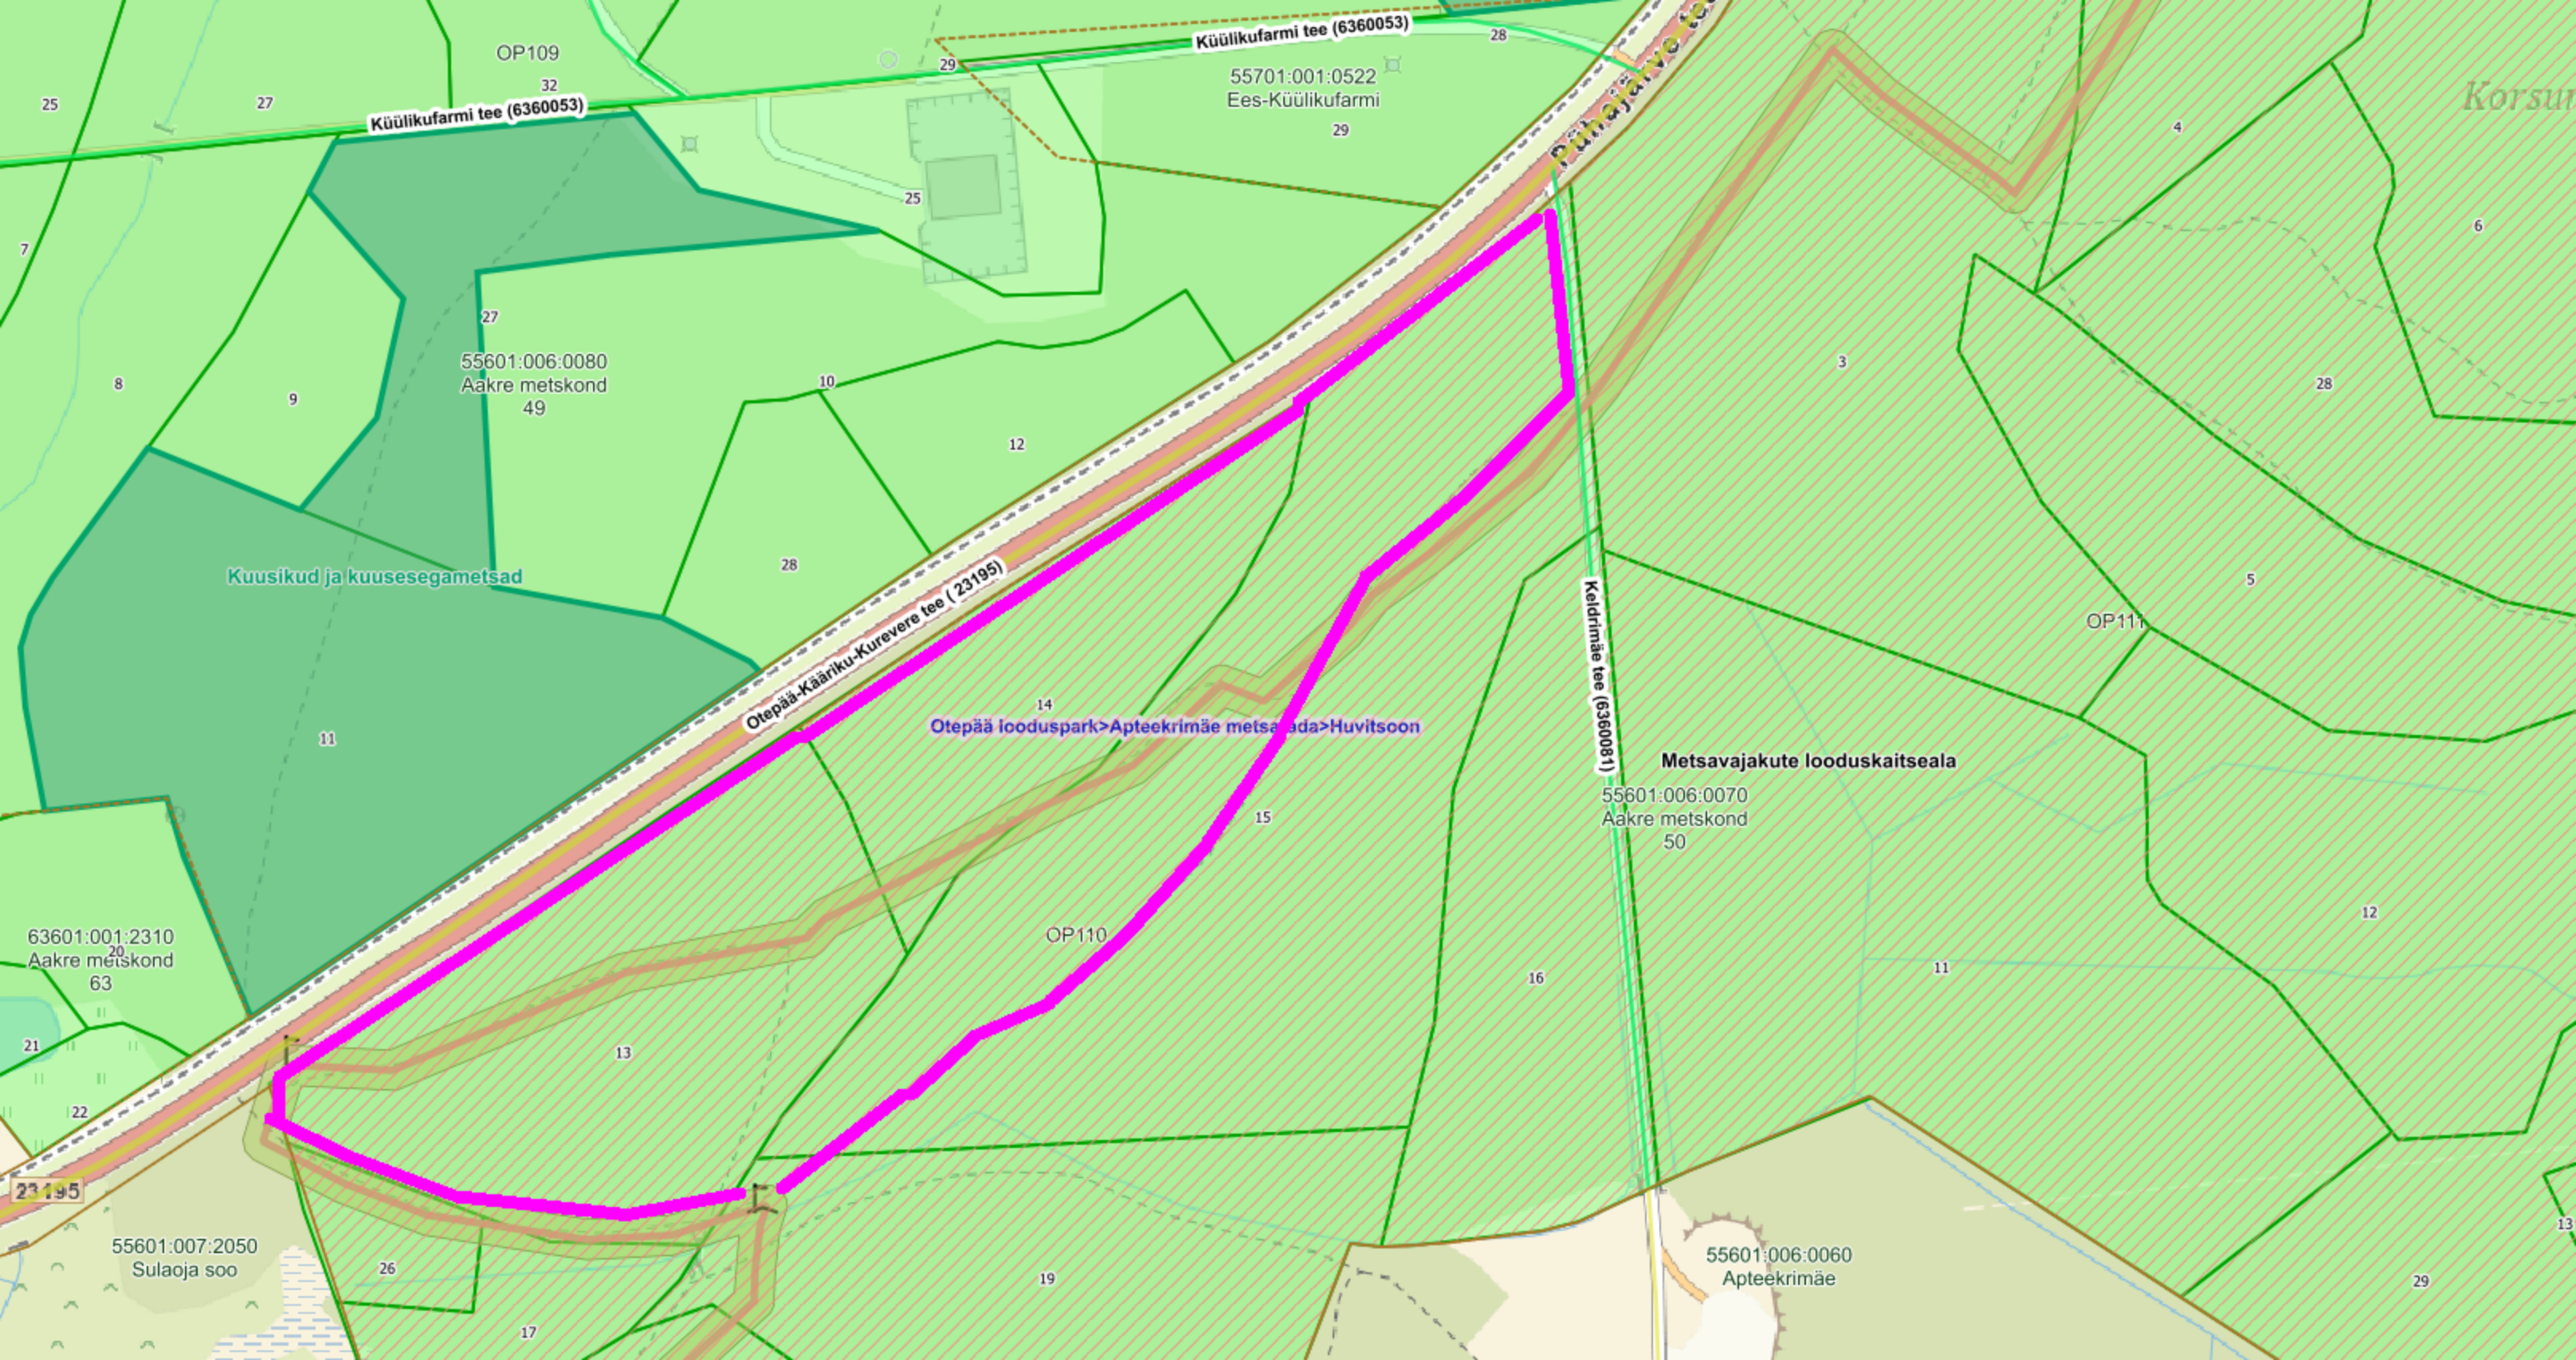 Küülikufarmi tee (6360053)
28
OP109
29
55701:001:0522
Ees-Küülikufarmi
29
32
25
27
Küülikufarmi tee (6360053)
4
25
6
7
27
55601:006:0080
Aakre metskond
49
8
9
10
3
28
12
28
Kuusikud ja kuusesegametsad
Otepää-Kääriku-Kurevere tee ( 23195)
5
OP111
Keldrimäe tee (6360081)
14
Otepää looduspark>Apteekrimäe metsarada>Huvitsoon
11
Metsavajakute looduskaitseala
55601:006:0070
Aakre metskond
50
15
12
63601:001:2310
20
Aakre metskond
63
OP110
11
16
21
13
22
23195
13
55601:007:2050
Sulaoja soo
26
19
55601:006:0060
Apteekrimäe
29
17